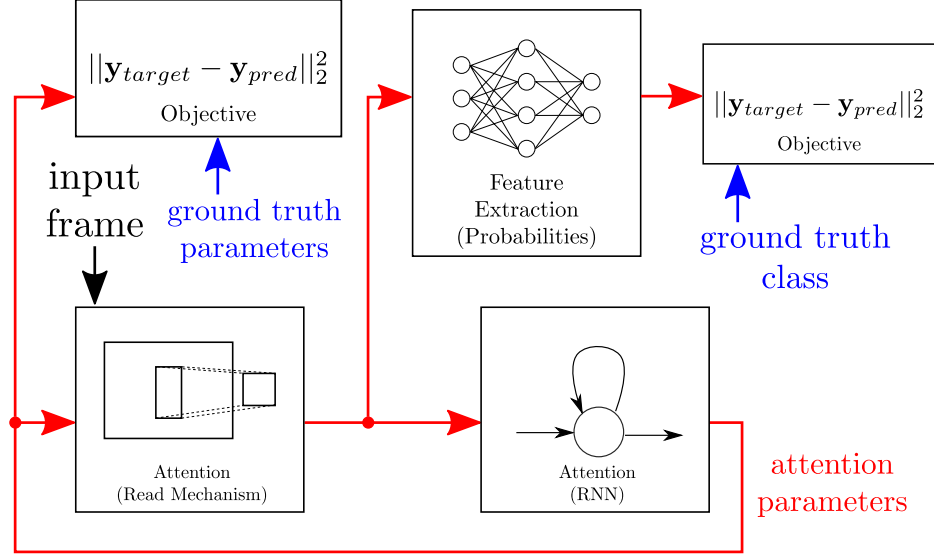 ||y_target − y_pred||₂²
Objective
input
frame
ground truth
parameters
Feature
Extraction
(Probabilities)
||y_target − y_pred||₂²
Objective
ground truth
class
Attention
(Read Mechanism)
Attention
(RNN)
attention
parameters